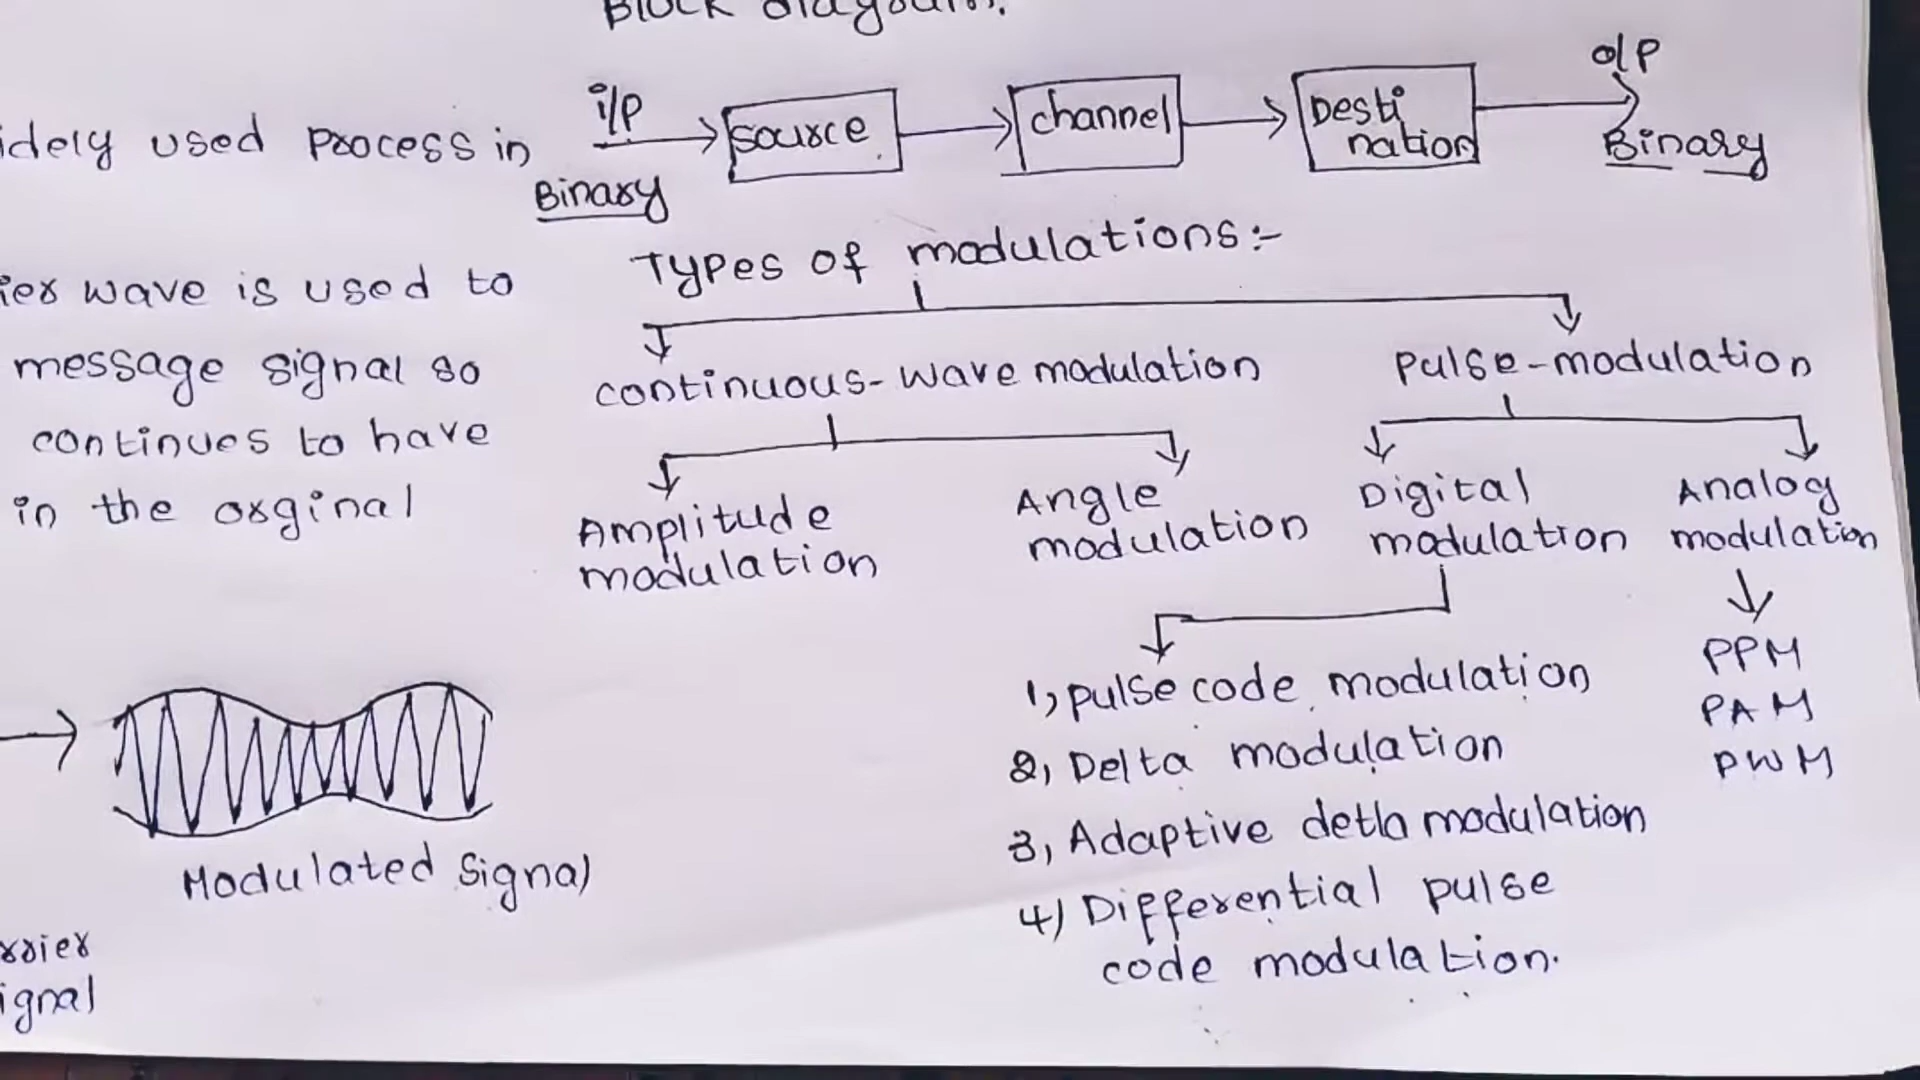 Block diagram.
i/p
Binary
source
channel
Desti
nation
o/p
Binary
idely used process in
ier wave is used to
message signal so
continues to have
in the orginal
Types of modulations:-
continuous-wave modulation
pulse-modulation
Amplitude
modulation
Angle
modulation
Digital
modulation
Analog
modulation
1, pulse code modulation
2, Delta modulation
3, Adaptive detla modulation
4) Differential pulse
code modulation.
PPM
PAM
PWM
Modulated Signal
rrier
ignal